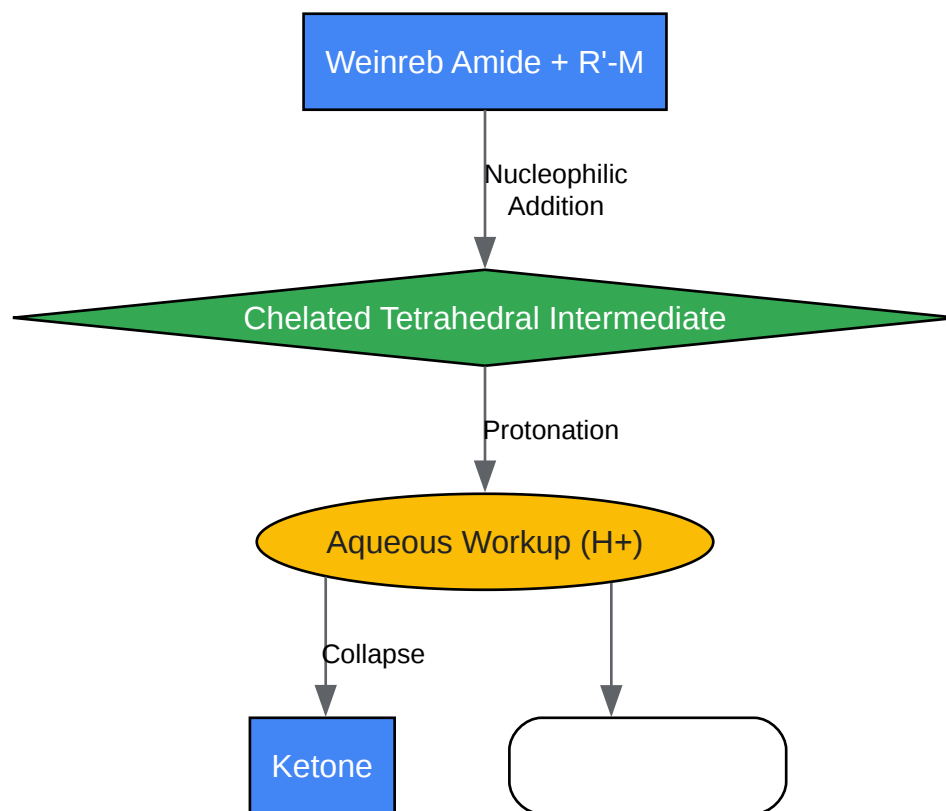 Weinreb Amide + R'-M
Nucleophilic
Addition
Chelated Tetrahedral Intermediate
Protonation
Aqueous Workup (H+)
Collapse
Ketone